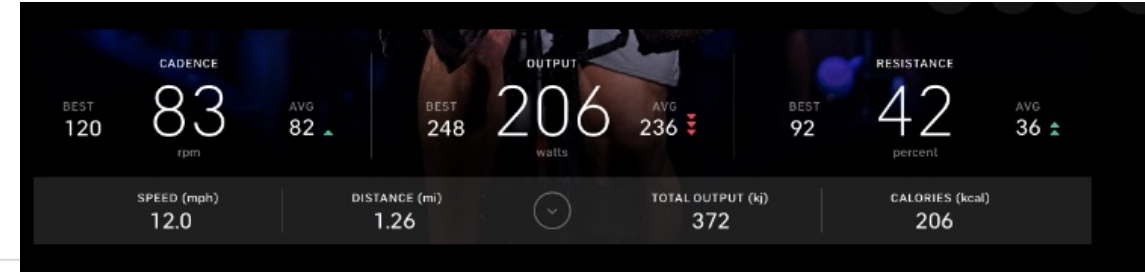 CADENCE
BEST
120
83
rpm
AVG
82
OUTPUT
BEST
248
206
watts
AVG
236
RESISTANCE
BEST
92
42
percent
AVG
36
SPEED (mph)
12.0
DISTANCE (mi)
1.26
TOTAL OUTPUT (kj)
372
CALORIES (kcal)
206